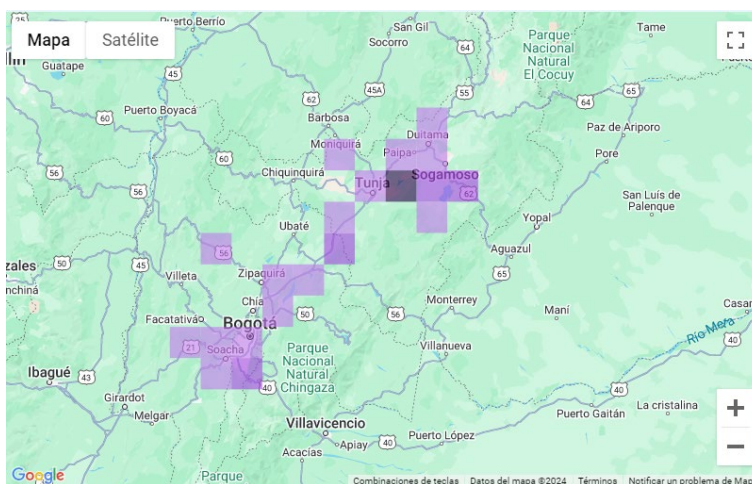 Mapa
Satélite
25
Puerto Berrío
San Gil
Socorro
Tame
Parque
Nacional
Natural
El Cocuy
Guatape
45
45A
64
62
55
64
65
Puerto Boyacá
60
Barbosa
Moniquirá
Duitama
Paipa
Paz de Ariporo
Pore
56
60
Chiquinquirá
Tunja
Sogamoso
62
56
San Luís de
Palenque
Ubaté
Yopal
Aguazul
zales
50
45
56
Villeta
Zipaquirá
65
Chía
Monterrey
Maní
Casan
Facatativá
50
56
Bogotá
Río Meta
40
21
Soacha
Villanueva
Parque
Nacional
Natural
Chingaza
Ibagué
43
40
Girardot
Melgar
Villavicencio
40
La cristalina
Puerto Gaitán
Apiay
40
Puerto López
Acacías
Parque
Google
Combinaciones de teclas
Datos del mapa ©2024
Términos
Notificar un problema de Map